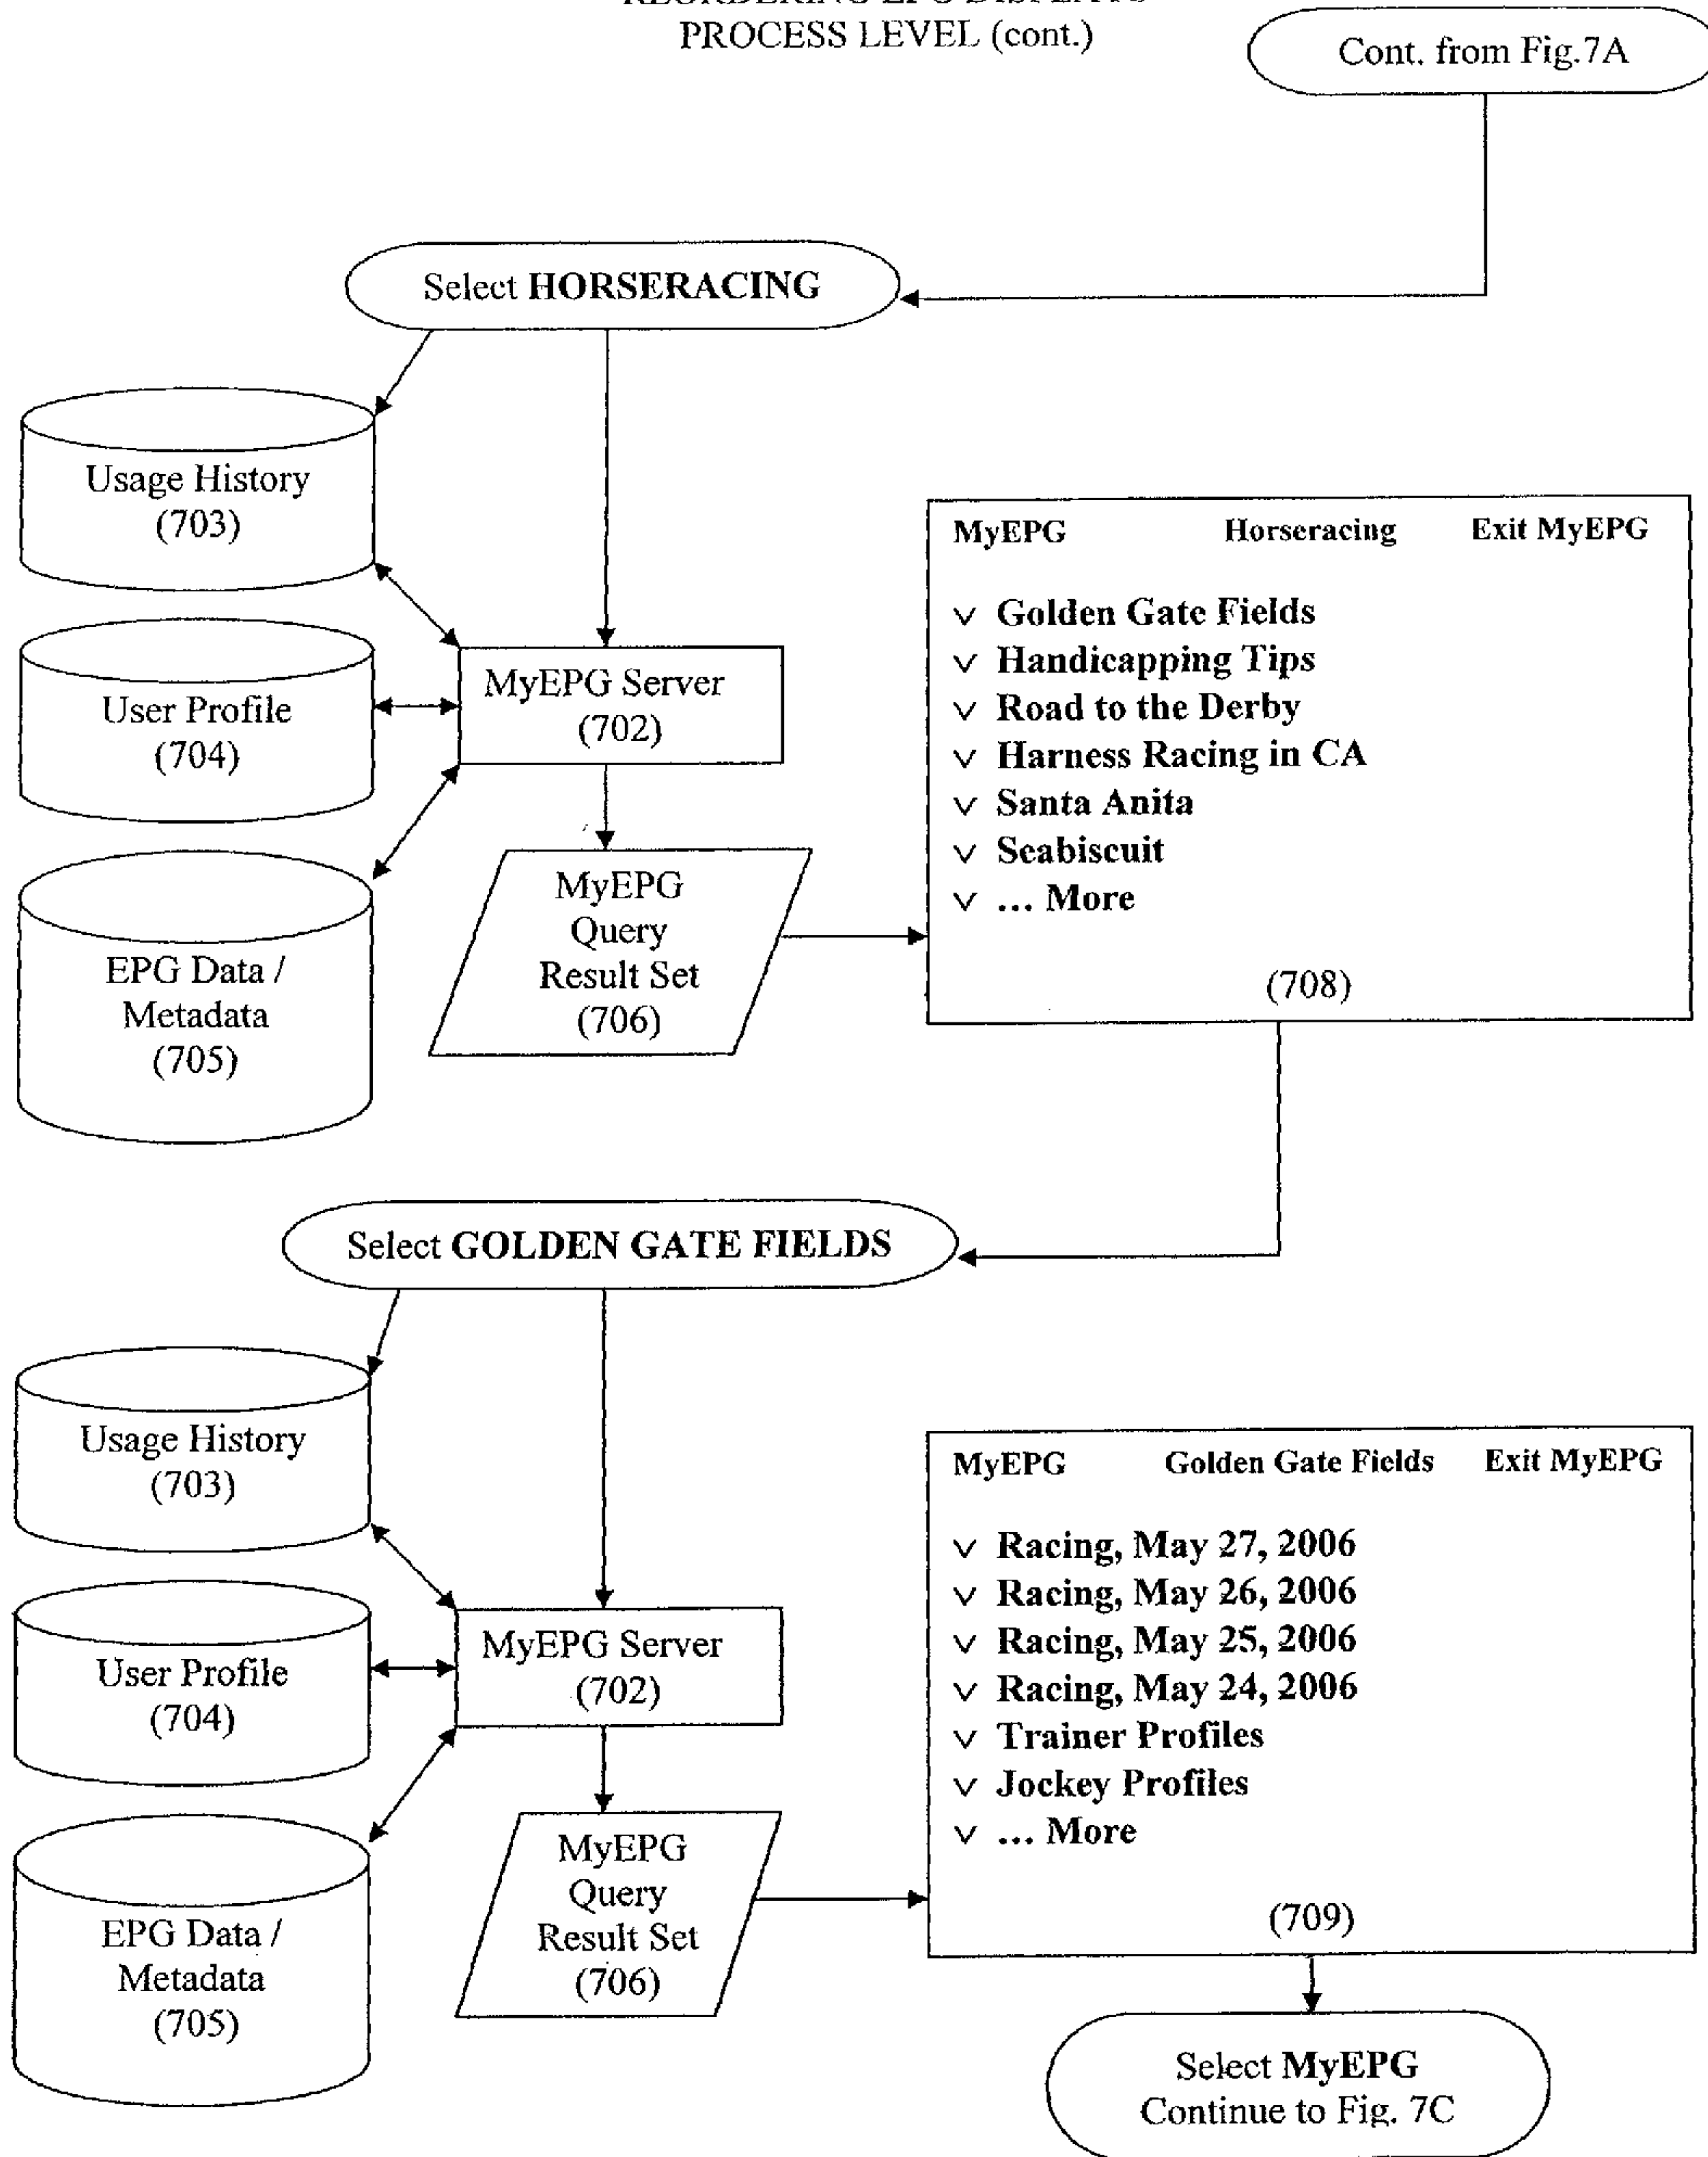 PROCESS LEVEL (cont.)
Cont. from Fig.7A
Select HORSERACING
Usage History
(703)
User Profile
(704)
EPG Data /
Metadata
(705)
MyEPG Server
(702)
MyEPG
Query
Result Set
(706)
MyEPG Horseracing Exit MyEPG
v Golden Gate Fields
v Handicapping Tips
v Road to the Derby
v Harness Racing in CA
v Santa Anita
v Seabiscuit
v ... More
(708)
Select GOLDEN GATE FIELDS
Usage History
(703)
User Profile
(704)
EPG Data /
Metadata
(705)
MyEPG Server
(702)
MyEPG
Query
Result Set
(706)
MyEPG Golden Gate Fields Exit MyEPG
v Racing, May 27, 2006
v Racing, May 26, 2006
v Racing, May 25, 2006
v Racing, May 24, 2006
v Trainer Profiles
v Jockey Profiles
v ... More
(709)
Select MyEPG
Continue to Fig. 7C